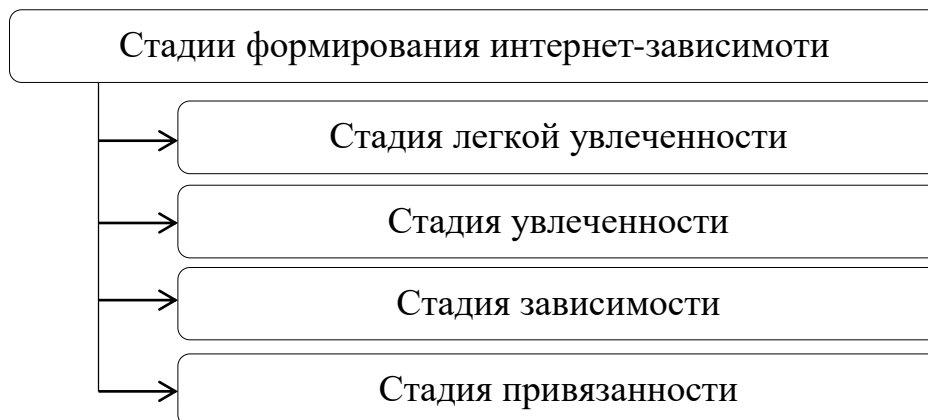 Стадии формирования интернет-зависимоти
Стадия легкой увлеченности
Стадия увлеченности
Стадия зависимости
Стадия привязанности